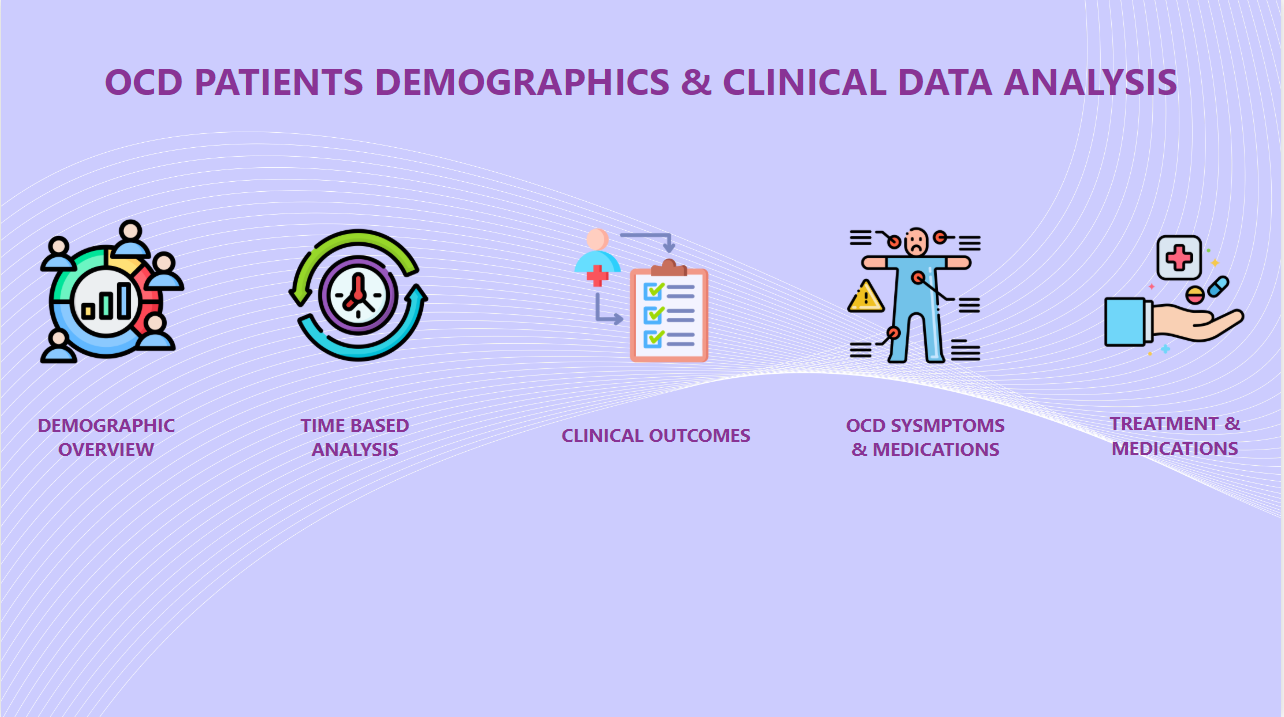 OCD PATIENTS DEMOGRAPHICS & CLINICAL DATA ANALYSIS
DEMOGRAPHIC
OVERVIEW
TIME BASED
ANALYSIS
CLINICAL OUTCOMES
OCD SYSMPTOMS
& MEDICATIONS
TREATMENT &
MEDICATIONS